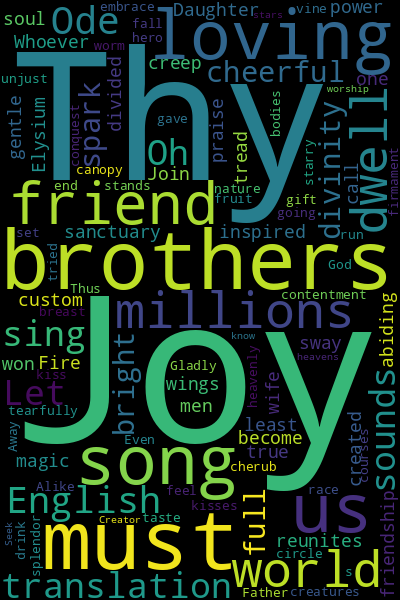 embrace
Daughter
vine
power
soul
Ode
fall
hero
stars
loving
Whoever
worm
creep
one
unjust
divided
cheerful
Thy
spark
gentle
Elysium
conquest
canopy
gave
praise
tread
bodies
worship
starry
divinity
call
dwell
firmament
Oh
Join
end
stands
nature
fruit
gift
going
friend
set
tried
sanctuary
inspired
God
run
brothers
Thus
contentment
custom
breast
millions
abiding
Joy
sing
won
Fire
kiss
Let
bright
Gladly
wings
men
know
heavenly
sway
heavens
wife
us
least
true
become
created
courses
sounds
friendship
tearfully
Away
magic
Even
song
cherub
Alike
English
feel
kisses
full
race
reunites
circle
s
Seek
drink
splendor
must
Creator
taste
world
translation
Father
creatures